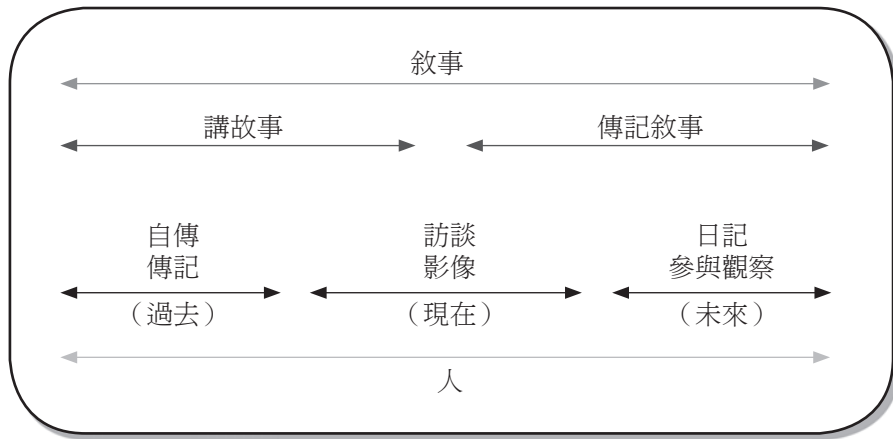 敘事
講故事
傳記敘事
自傳
傳記
（過去）
訪談
影像
（現在）
日記
參與觀察
（未來）
人